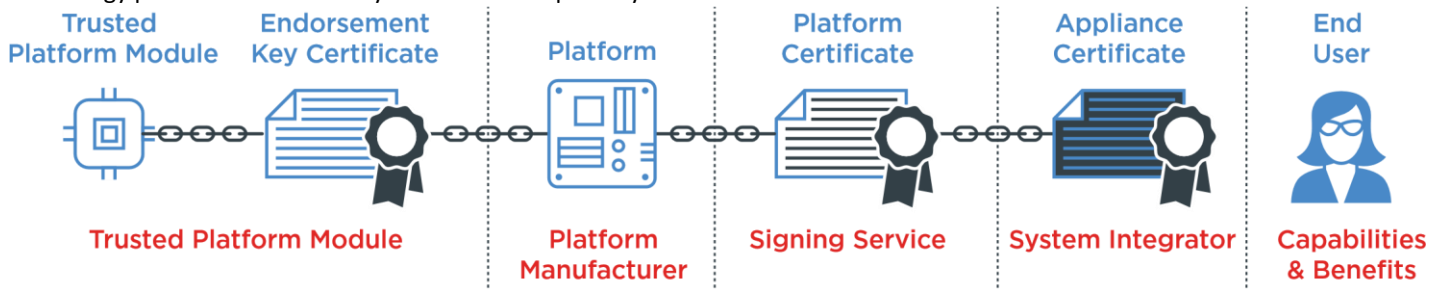 Trusted
Platform Module
Endorsement
Key Certificate
Platform
Platform
Certificate
Appliance
Certificate
End
User
Trusted Platform Module
Platform
Manufacturer
Signing Service
System Integrator
Capabilities
& Benefits